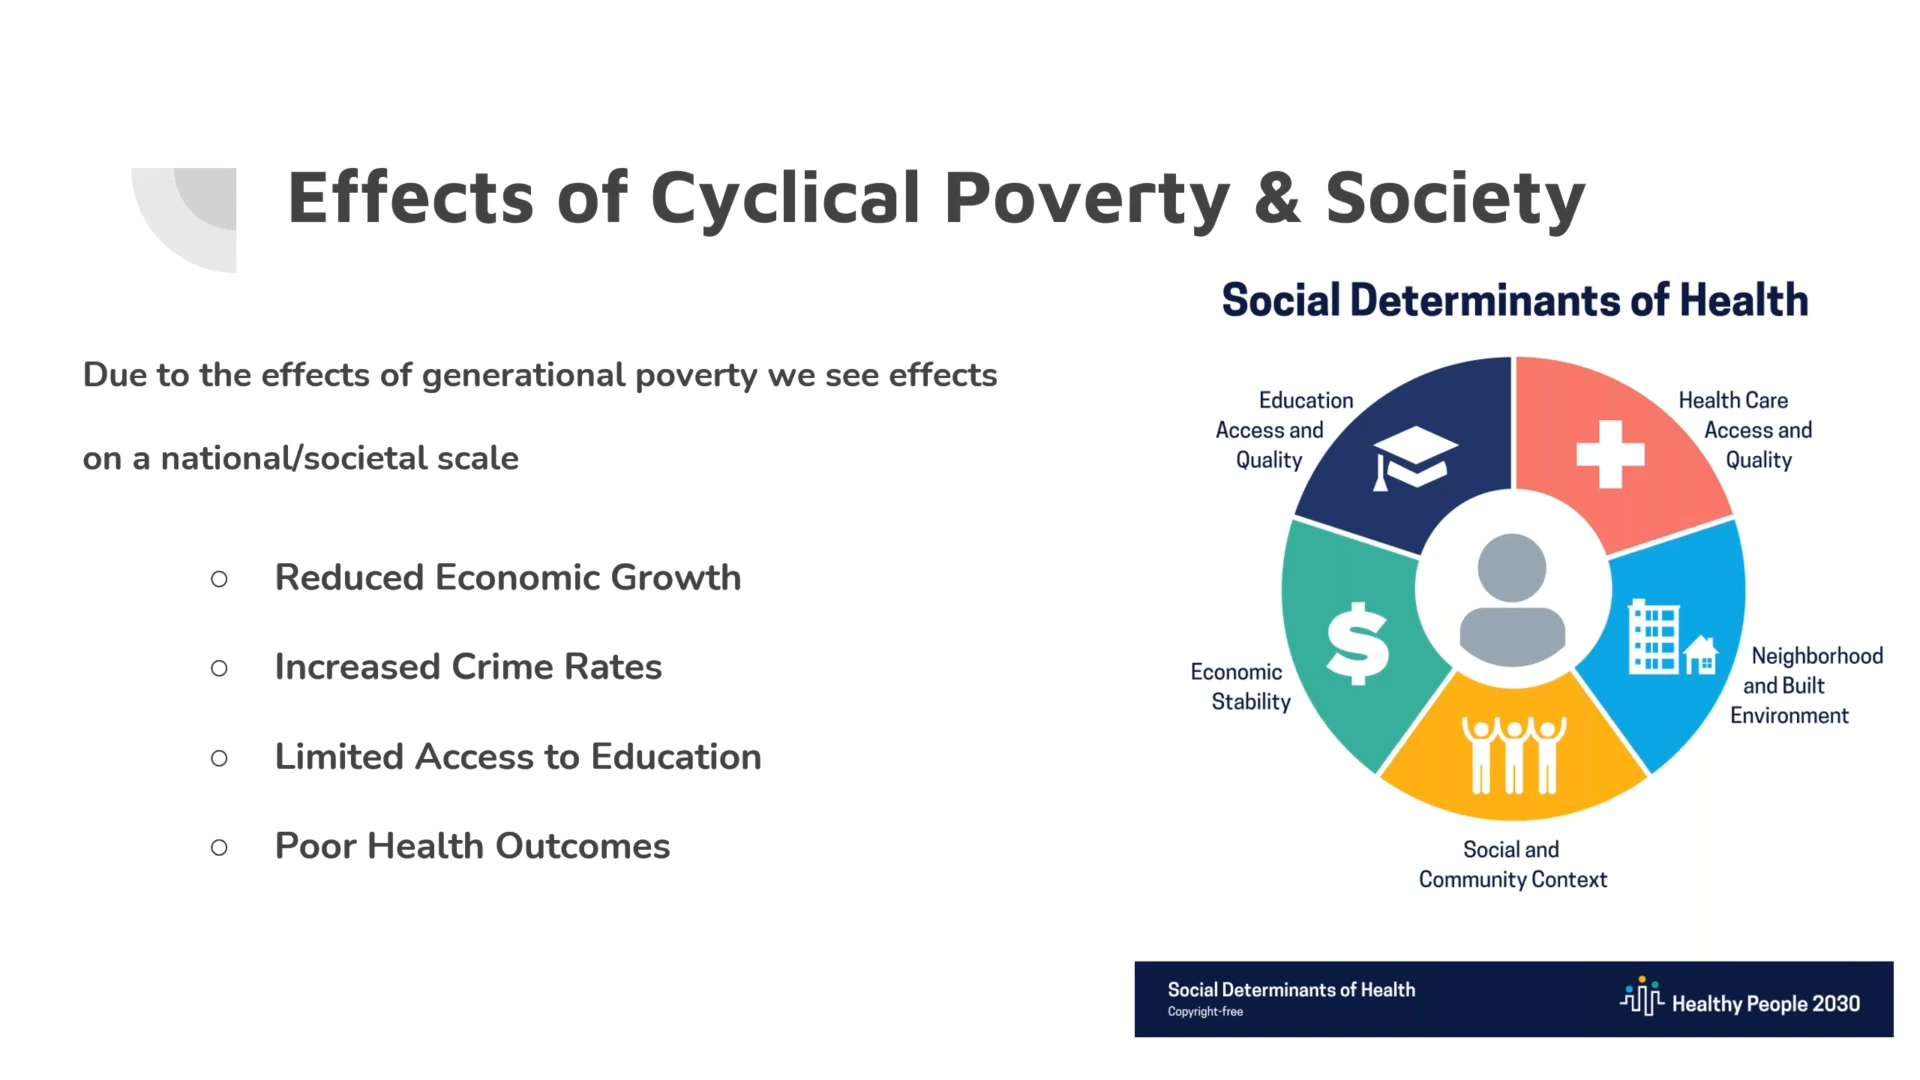 Effects of Cyclical Poverty & Society
Due to the effects of generational poverty we see effects
on a national/societal scale
○ Reduced Economic Growth
○ Increased Crime Rates
○ Limited Access to Education
○ Poor Health Outcomes
Social Determinants of Health
Education
Access and
Quality
Health Care
Access and
Quality
Economic
Stability
Neighborhood
and Built
Environment
Social and
Community Context
Social Determinants of Health
Copyright-free
Healthy People 2030